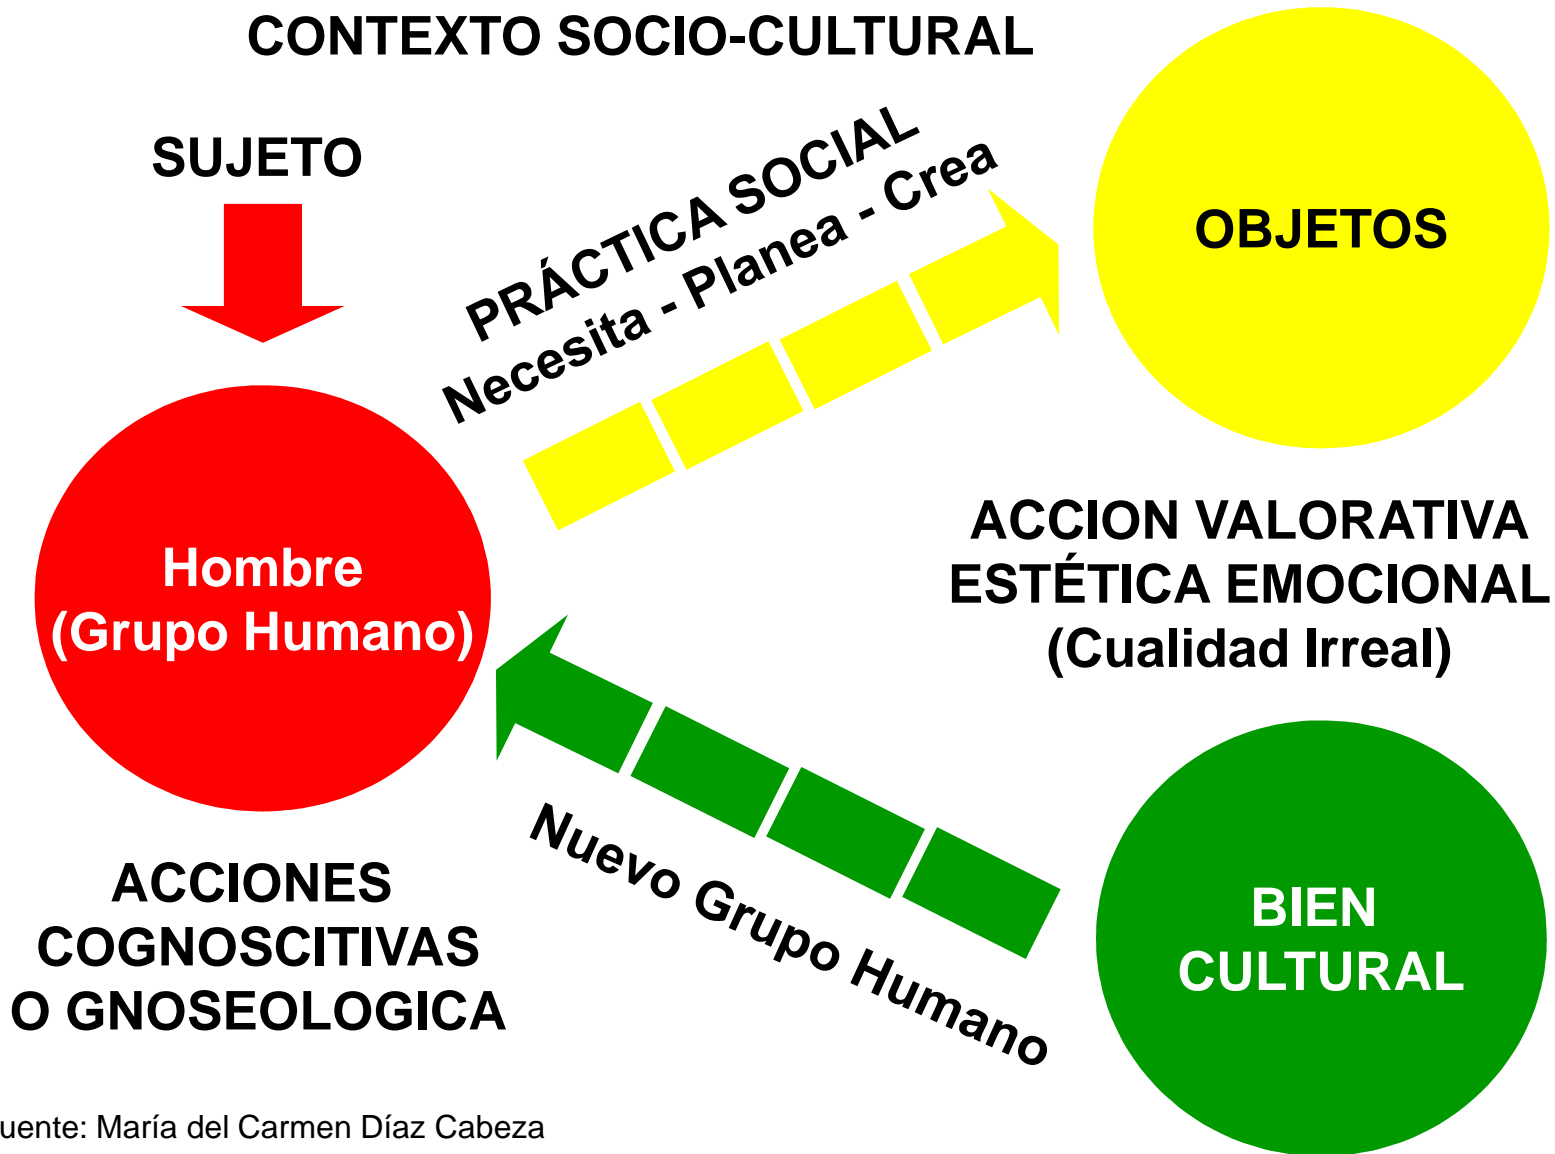 CONTEXTO SOCIO-CULTURAL
SUJETO
PRÁCTICA SOCIAL
Necesita - Planea - Crea
OBJETOS
Hombre
(Grupo Humano)
ACCION VALORATIVA
ESTÉTICA EMOCIONAL
(Cualidad Irreal)
Nuevo Grupo Humano
BIEN
CULTURAL
ACCIONES
COGNOSCITIVAS
O GNOSEOLOGICA
uente: María del Carmen Díaz Cabeza